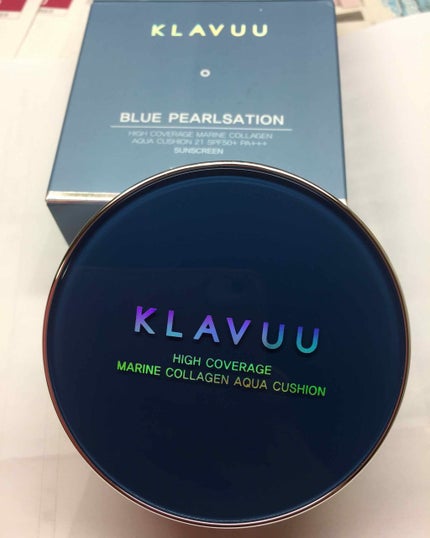 KLAVUU
BLUE PEARLSATION
HIGH COVERAGE MARINE COLLAGEN
AQUA CUSHION 21 SPF50+ PA+++
SUNSCREEN
KLAVUU
HIGH COVERAGE
MARINE COLLAGEN AQUA CUSHION